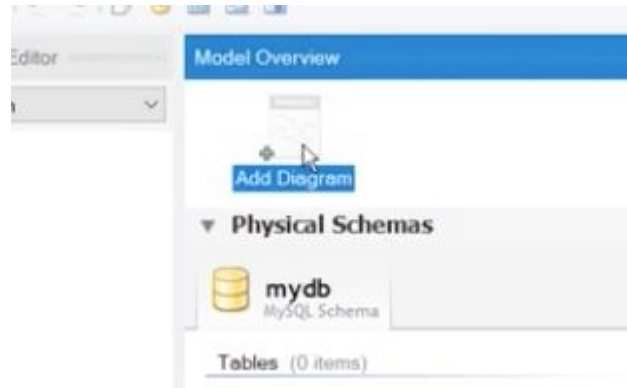 Editor
Model Overview
Add Diagram
Physical Schemas
mydb
MySQL Schema
Tables (0 items)